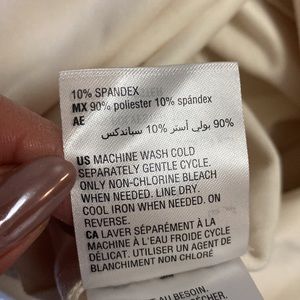 10% SPANDEX
MX 90% poliester 10% spándex
AE
90% بولي أستر 10% سباندكس
US MACHINE WASH COLD
SEPARATELY GENTLE CYCLE.
ONLY NON-CHLORINE BLEACH
WHEN NEEDED. LINE DRY.
COOL IRON WHEN NEEDED. ON
REVERSE.
CA LAVER SÉPARÉMENT À LA
MACHINE À L'EAU FROIDE CYCLE
DÉLICAT. UTILISER UN AGENT DE
BLANCHIMENT NON CHLORÉ
AU BESOIN.